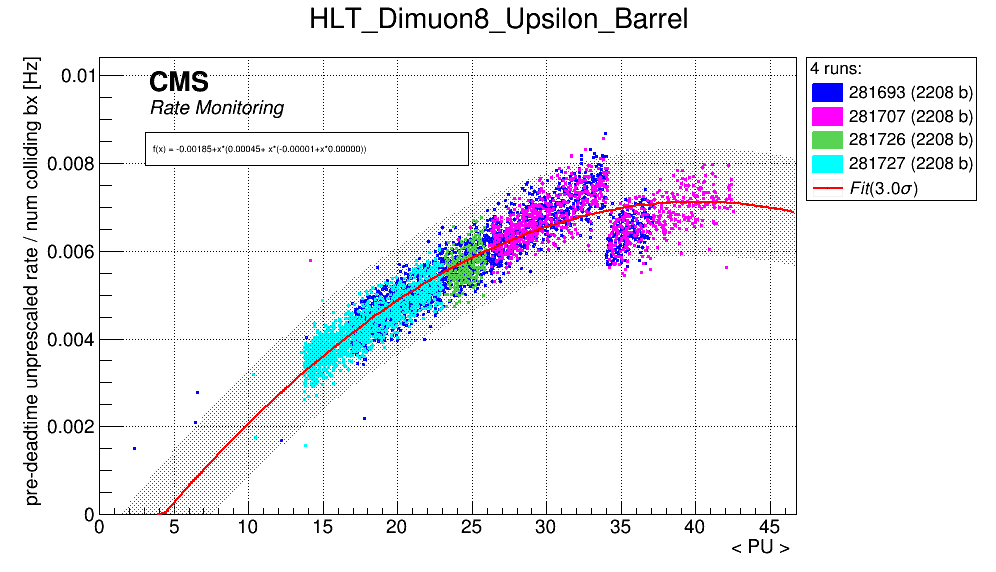 HLT_Dimuon8_Upsilon_Barrel
pre-deadtime unprescaled rate / num colliding bx [Hz]
CMS
Rate Monitoring
f(x) = -0.00185+x*(0.00045+ x*(-0.00001+x*0.00000))
0.01
0.008
0.006
0.004
0.002
0
0 5 10 15 20 25 30 35 40 45
< PU >
4 runs:
281693 (2208 b)
281707 (2208 b)
281726 (2208 b)
281727 (2208 b)
Fit(3.0σ)